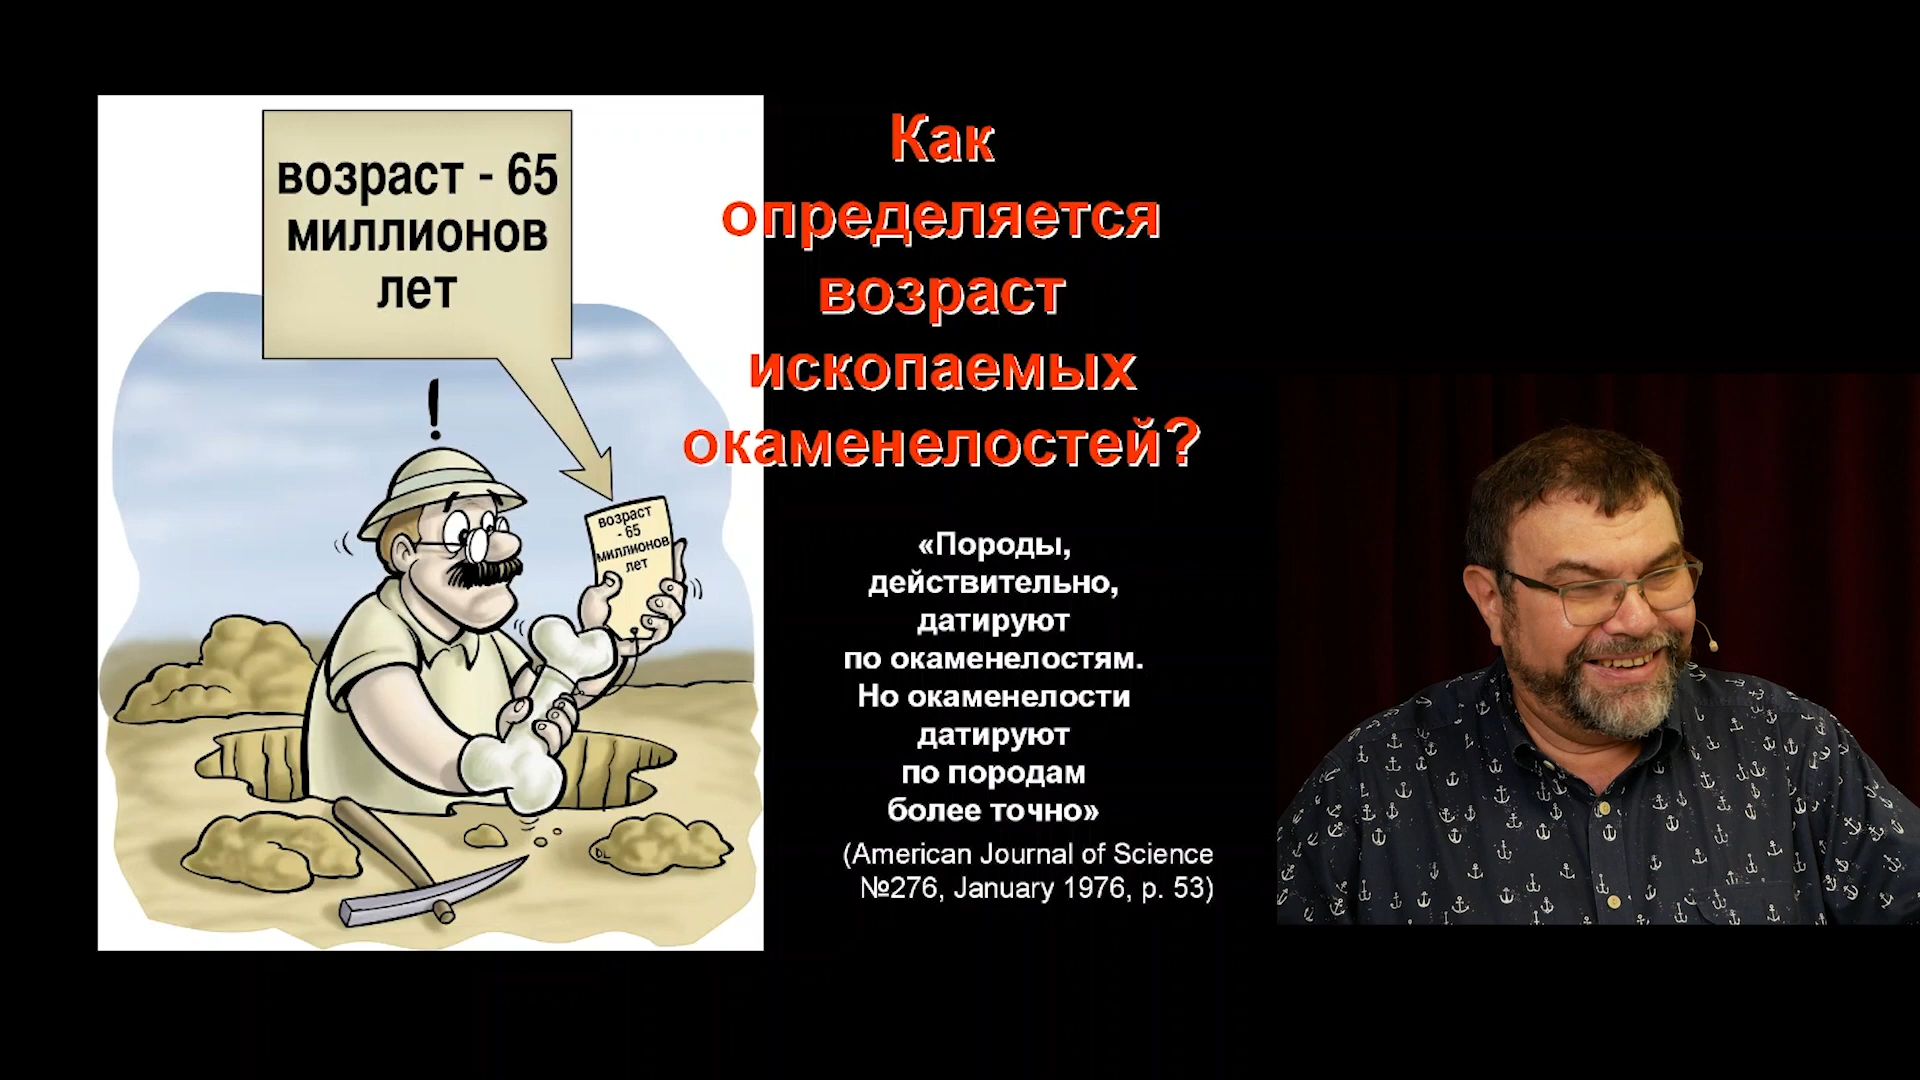 возраст - 65
миллионов
лет
!
возраст
- 65
миллионов
лет
DL
Как
определяется
возраст
ископаемых
окаменелостей?
«Породы,
действительно,
датируют
по окаменелостям.
Но окаменелости
датируют
по породам
более точно»
(American Journal of Science
№276, January 1976, p. 53)